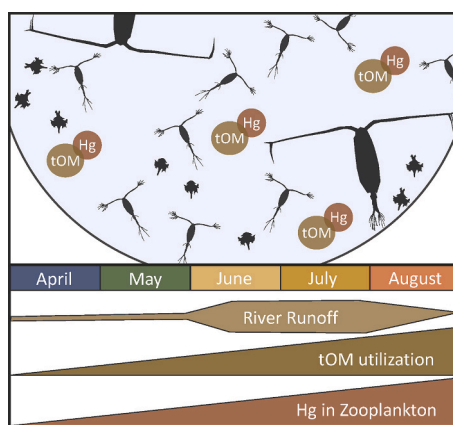 Hg
tOM
Hg
tOM
Hg
tOM
Hg
tOM
April May June July August
River Runoff
tOM utilization
Hg in Zooplankton